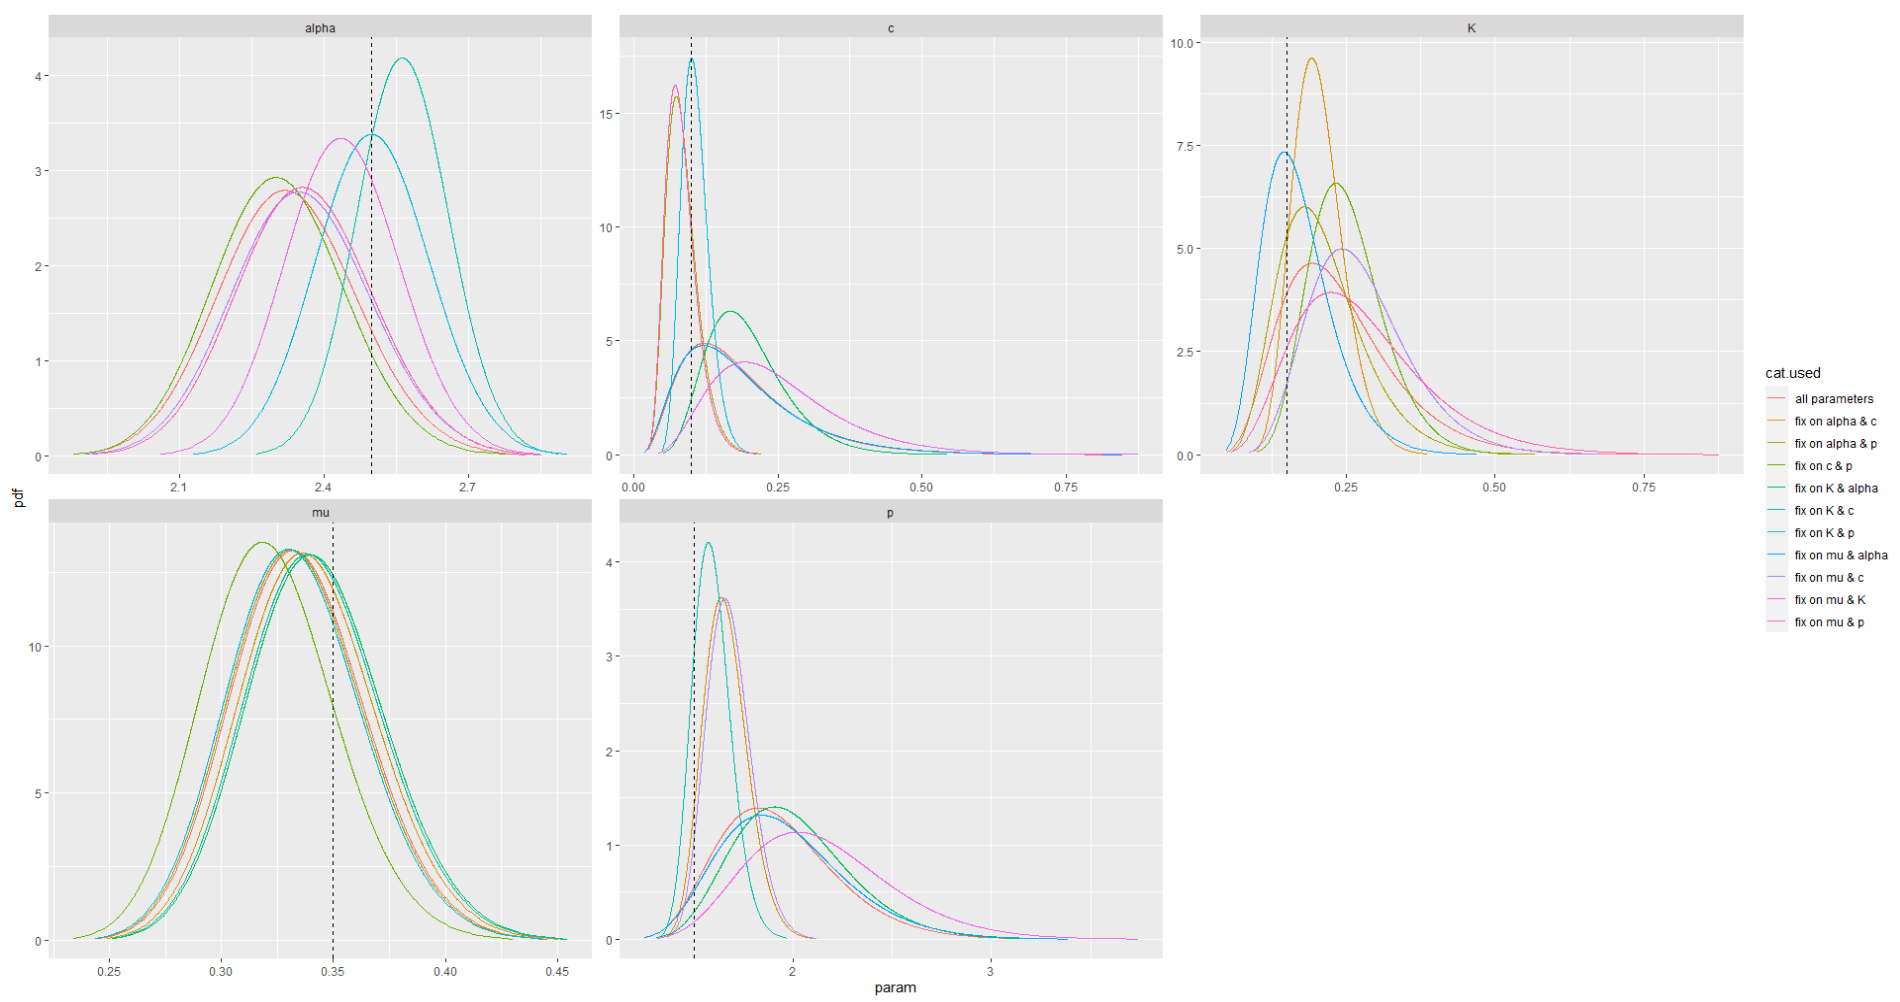 alpha
c
K
4
3
2
1
0
15
10
5
0
10.0
7.5
5.0
2.5
0.0
2.1
2.4
2.7
0.00
0.25
0.50
0.75
0.25
0.50
0.75
pdf
mu
p
10
5
0
4
3
2
1
0
0.25
0.30
0.35
0.40
0.45
2
3
param
cat.used
all parameters
fix on alpha & c
fix on alpha & p
fix on c & p
fix on K & alpha
fix on K & c
fix on K & p
fix on mu & alpha
fix on mu & c
fix on mu & K
fix on mu & p